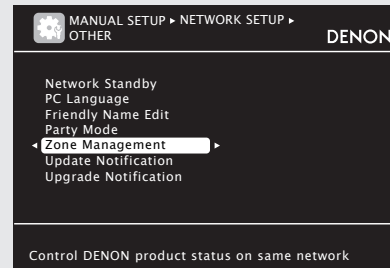 MANUAL SETUP ▸ NETWORK SETUP ▸
OTHER
DENON
Network Standby
PC Language
Friendly Name Edit
Party Mode
◂ Zone Management ▸
Update Notification
Upgrade Notification
Control DENON product status on same network